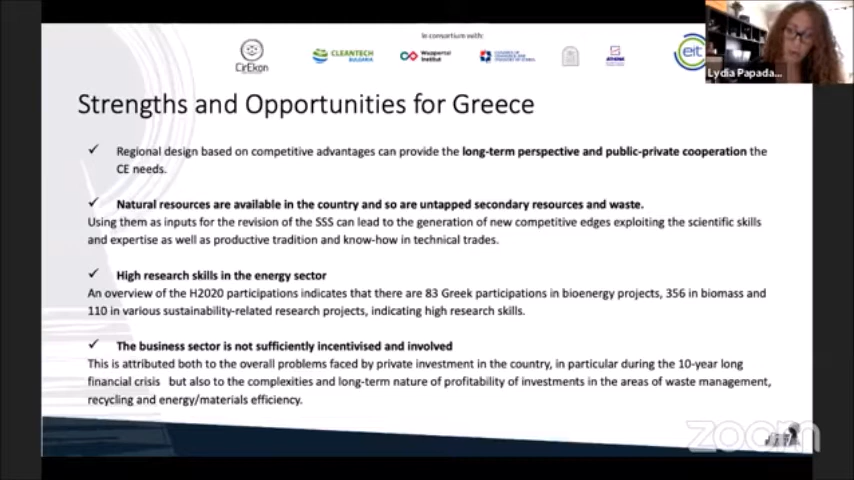 In consortium with:
CirEkon
CLEANTECH
BULGARIA
Wuppertal
Institut
ATHENA
eit
Lydia Papada...
Strengths and Opportunities for Greece
✓ Regional design based on competitive advantages can provide the long-term perspective and public-private cooperation the
CE needs.
✓ Natural resources are available in the country and so are untapped secondary resources and waste.
Using them as inputs for the revision of the SSS can lead to the generation of new competitive edges exploiting the scientific skills
and expertise as well as productive tradition and know-how in technical trades.
✓ High research skills in the energy sector
An overview of the H2020 participations indicates that there are 83 Greek participations in bioenergy projects, 356 in biomass and
110 in various sustainability-related research projects, indicating high research skills.
✓ The business sector is not sufficiently incentivised and involved
This is attributed both to the overall problems faced by private investment in the country, in particular during the 10-year long
financial crisis but also to the complexities and long-term nature of profitability of investments in the areas of waste management,
recycling and energy/materials efficiency.
zoom